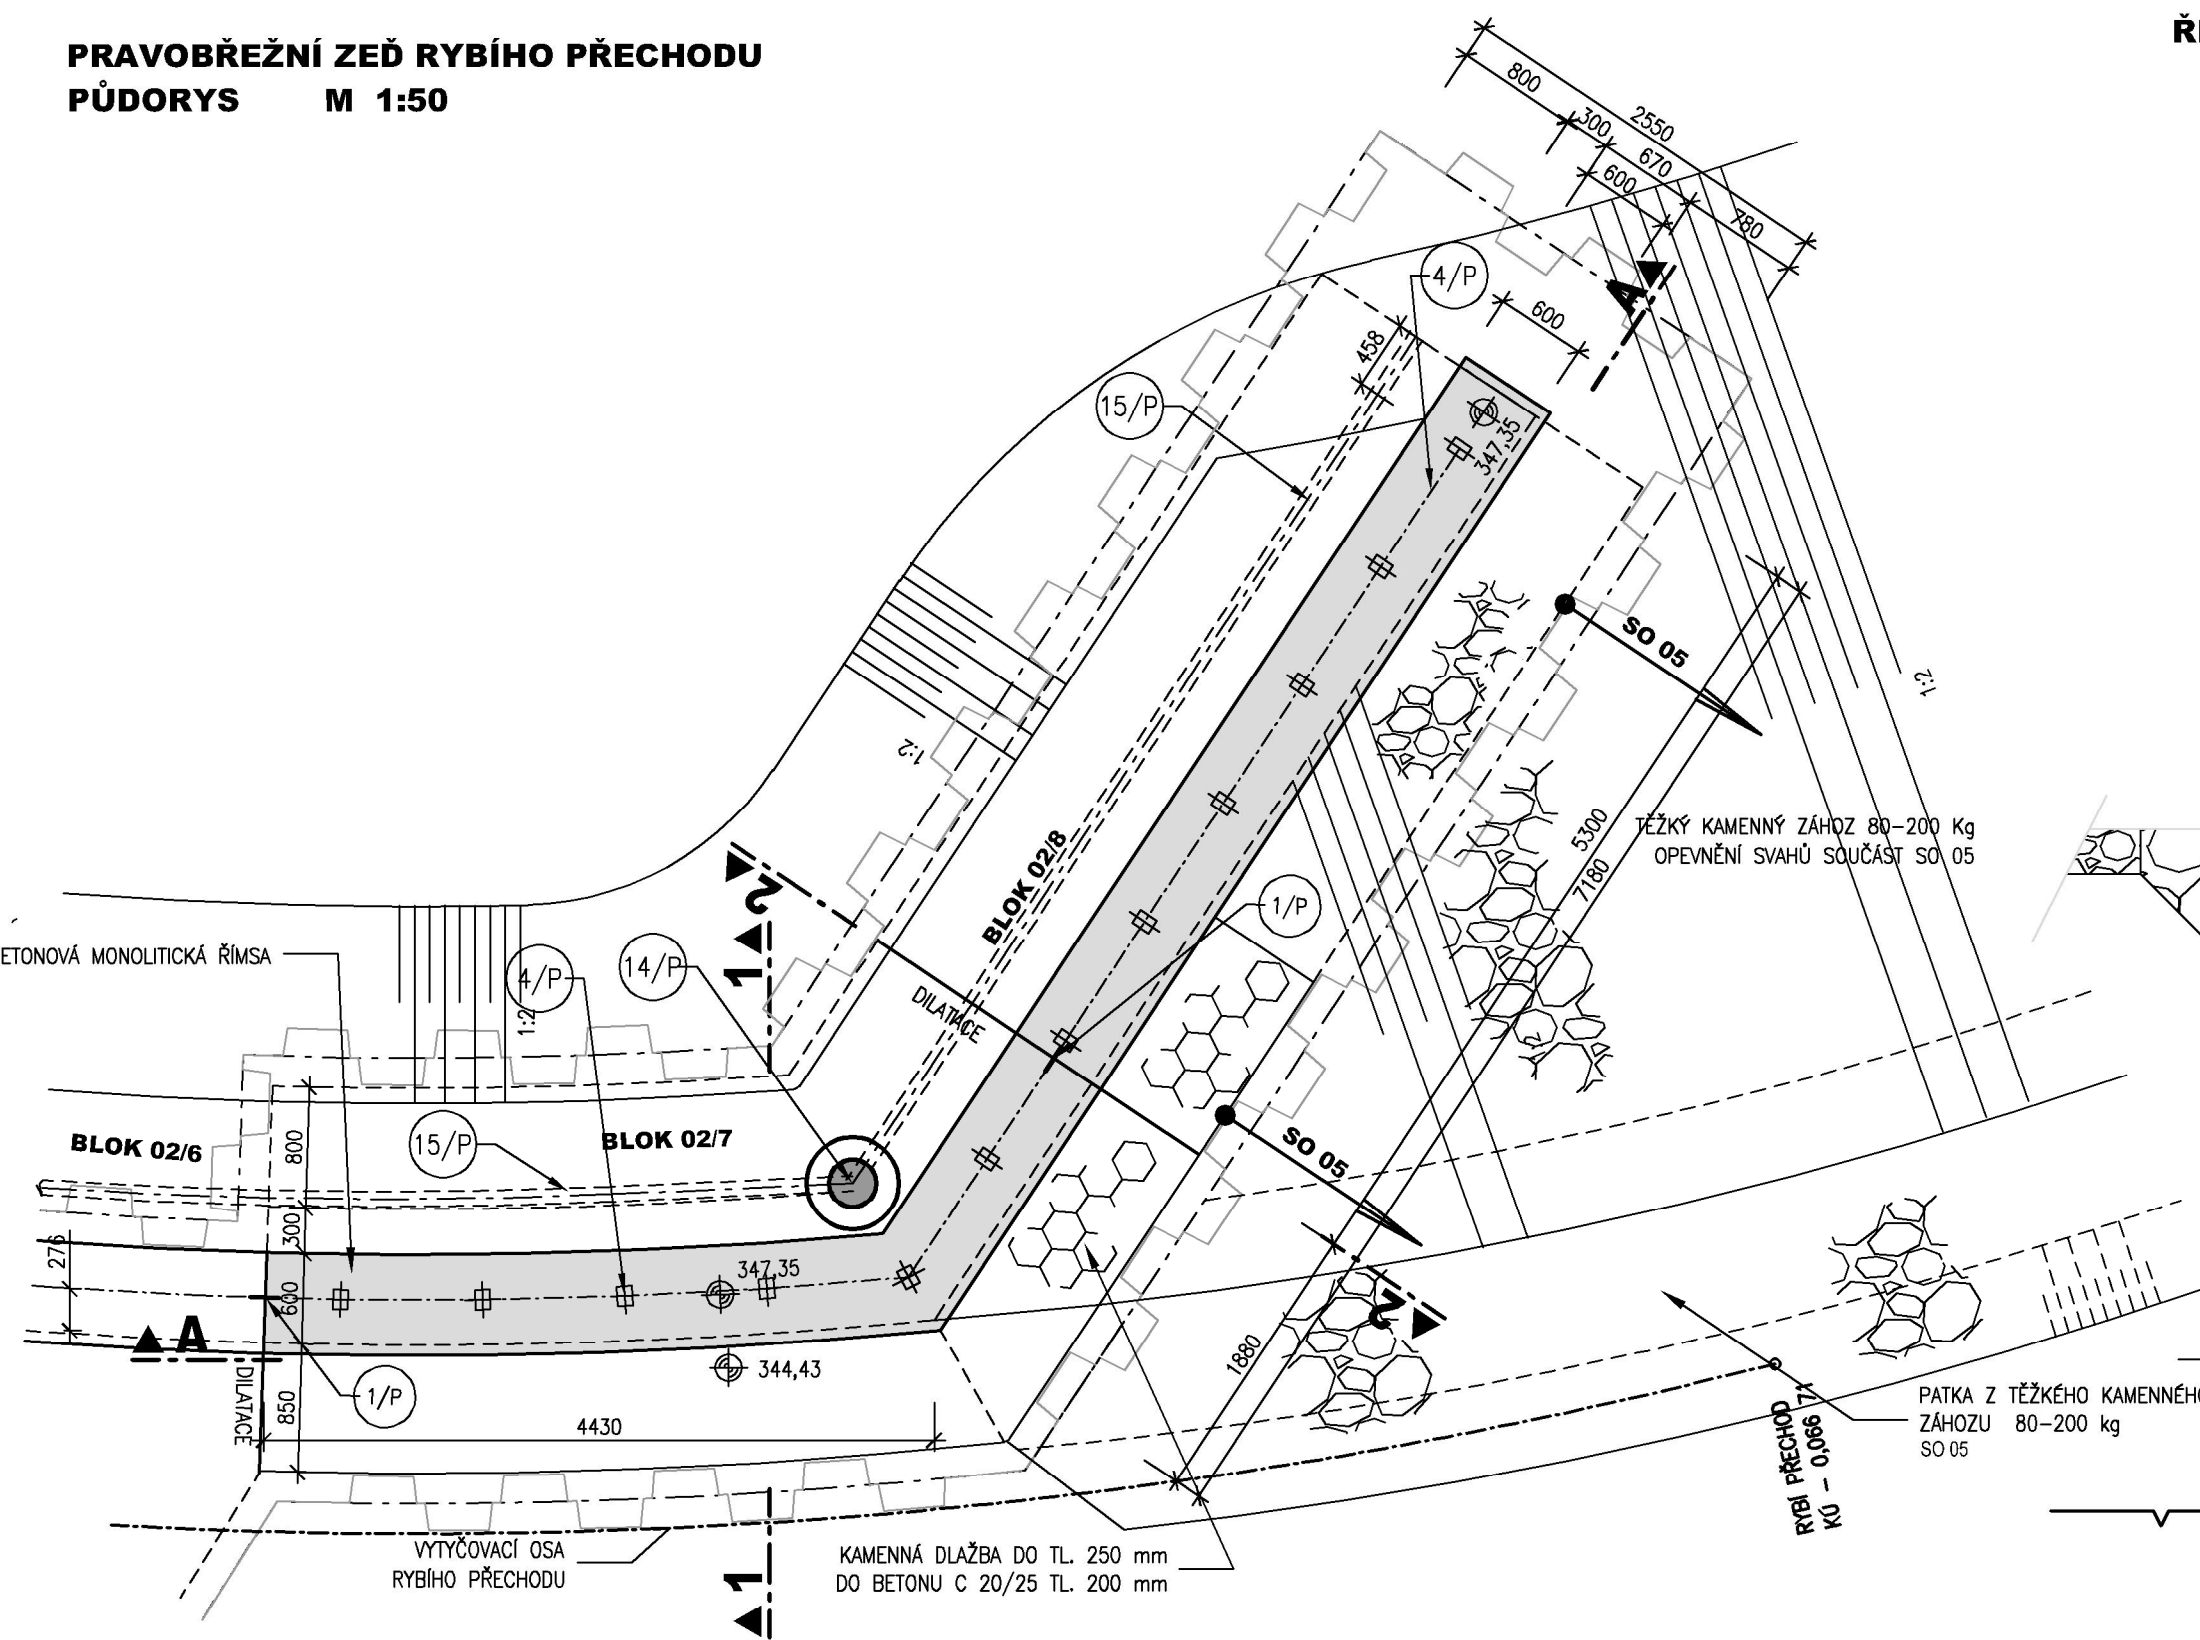 PRAVOBŘEŽNÍ ZEĎ RYBÍHO PŘECHODU
PŮDORYS M 1:50
800
2550
300
670
600
780
A
4/P
600
458
15/P
347,35
SO 05
1:2
1:2
5300
7180
TĚŽKÝ KAMENNÝ ZÁHOZ 80-200 Kg
OPEVNĚNÍ SVAHŮ SOUČÁST SO 05
BLOK 02/8
2
1/P
ETONOVÁ MONOLITICKÁ ŘÍMSA
4/P
14/P
1
1:2
DILATACE
BLOK 02/6
800
15/P
BLOK 02/7
SO 05
276
300
600
347,35
2
A
344,43
1/P
DILATACE
850
4430
1880
RYBÍ PŘECHOD
KÚ - 0,066 71
PATKA Z TĚŽKÉHO KAMENNÉHO
ZÁHOZU 80-200 kg
SO 05
VYTYČOVACÍ OSA
RYBÍHO PŘECHODU
1
KAMENNÁ DLAŽBA DO TL. 250 mm
DO BETONU C 20/25 TL. 200 mm